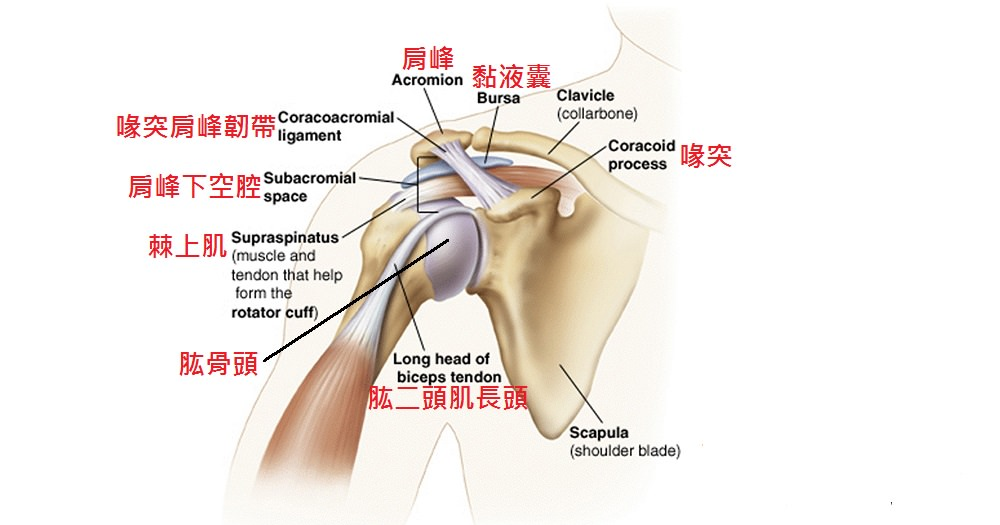 肩峰
Acromion
黏液囊
Bursa
Clavicle
(collarbone)
喙突肩峰韌帶
Coracoacromial
ligament
Coracoid
process
喙突
肩峰下空腔
Subacromial
space
棘上肌
Supraspinatus
(muscle and
tendon that help
form the
rotator cuff)
肱骨頭
Long head of
biceps tendon
肱二頭肌長頭
Scapula
(shoulder blade)